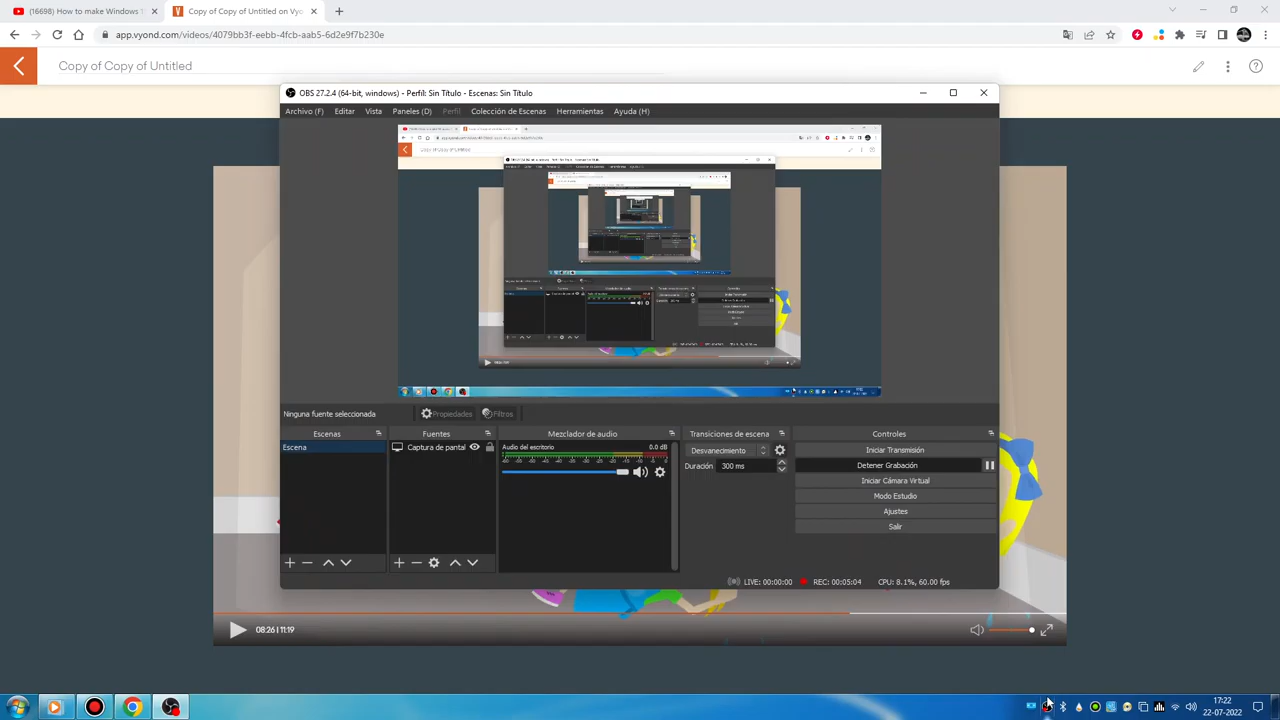 (16698) How to make Windows 1
Copy of Copy of Untitled on Vyo
app.vyond.com/videos/4079bb3f-eebb-4fcb-aab5-6d2e9f7b230e
Copy of Copy of Untitled
OBS 27.2.4 (64-bit, windows) - Perfil: Sin Título - Escenas: Sin Título
Archivo (F) Editar Vista Paneles (D) Perfil Colección de Escenas Herramientas Ayuda (H)
Ninguna fuente seleccionada Propiedades Filtros
Escenas Fuentes Mezclador de audio Transiciones de escena Controles
Escena Captura de pantal Audio del escritorio 0.0 dB
Desvanecimiento
Duración 300 ms
Iniciar Transmisión
Detener Grabación
Iniciar Cámara Virtual
Modo Estudio
Ajustes
Salir
LIVE: 00:00:00 REC: 00:05:04 CPU: 8.1%, 60.00 fps
08:26 | 11:19
17:22
22-07-2022